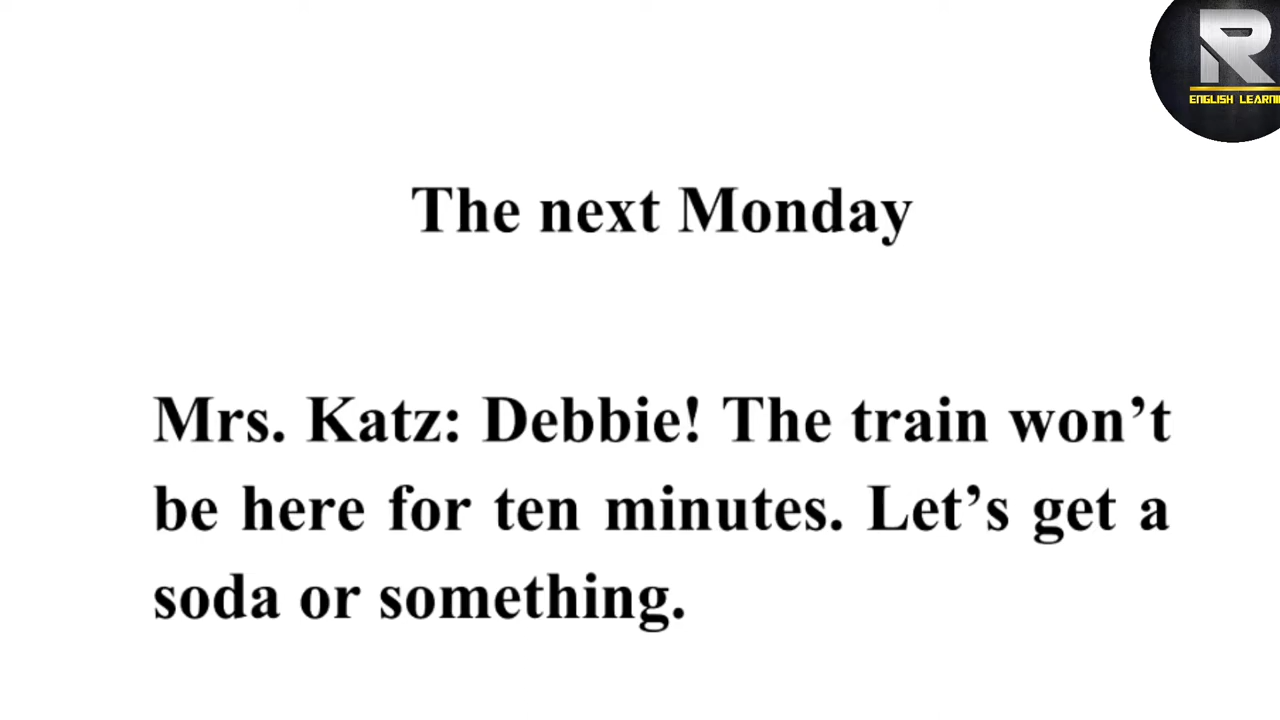 R
ENGLISH
The next Monday
Mrs. Katz: Debbie! The train won’t
be here for ten minutes. Let’s get a
soda or something.